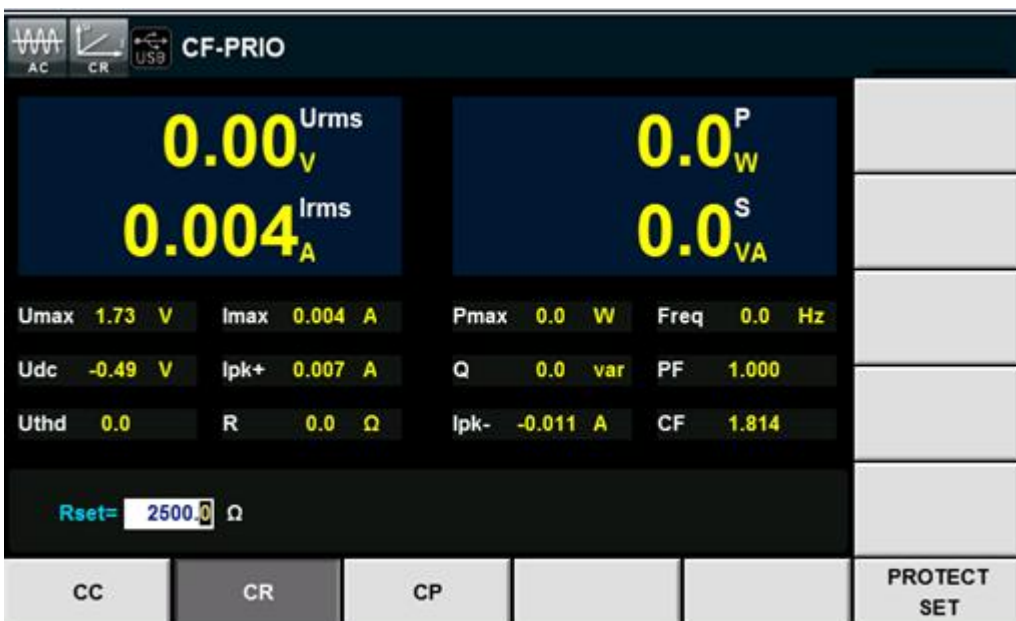 AC CR USB CF-PRIO
0.00 Urms V
0.0 P W
0.004 Irms A
0.0 S VA
Umax 1.73 V Imax 0.004 A Pmax 0.0 W Freq 0.0 Hz
Udc -0.49 V Ipk+ 0.007 A Q 0.0 var PF 1.000
Uthd 0.0 R 0.0 Ω Ipk- -0.011 A CF 1.814
Rset= 2500.0 Ω
CC CR CP PROTECT
SET